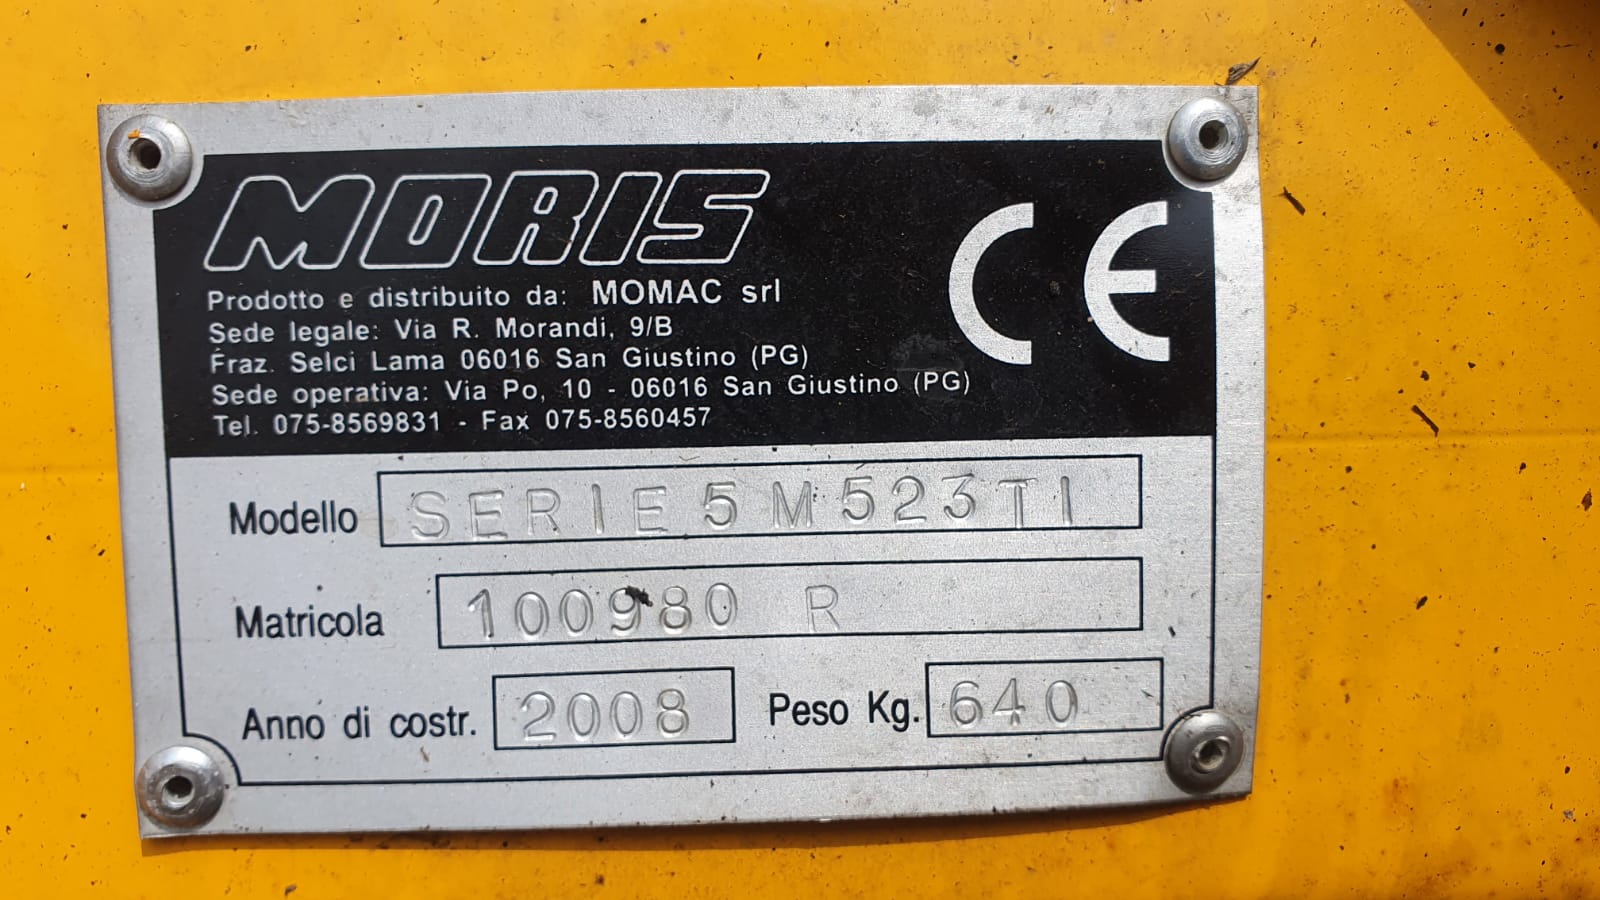 MORIS
CE
Prodotto e distribuito da: MOMAC srl
Sede legale: Via R. Morandi, 9/B
Fraz. Selci Lama 06016 San Giustino (PG)
Sede operativa: Via Po, 10 - 06016 San Giustino (PG)
Tel. 075-8569831 - Fax 075-8560457
Modello SERIE 5 M523TI
Matricola 100980 R
Anno di costr. 2008 Peso Kg. 640